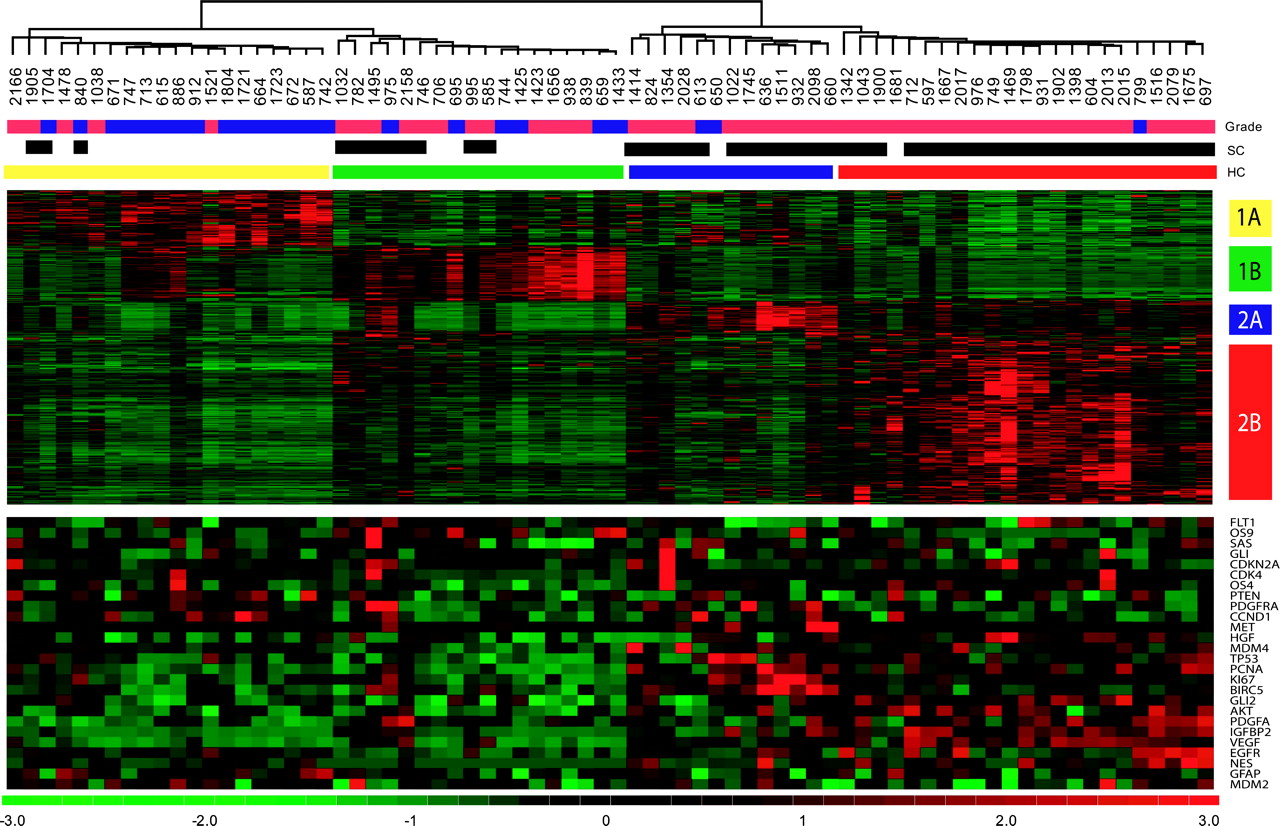 2166 1905 1704 1478 840 1038 671 747 713 615 886 912 1521 1804 1721 664 1723 672 587 742 1032 782 1495 975 2158 746 706 695 995 585 744 1425 1423 1656 938 839 659 1433 1414 824 1354 2028 613 650 1022 1745 636 1511 932 2098 660 1342 1043 1900 1681 712 597 1667 2017 976 749 1469 931 1798 1902 1398 6004 2013 2015 799 1516 2079 1675 697
Grade
SC
HC
1A
1B
2A
2B
FLT1
OS9
SAS
GLI
CDKN2A
CDK4
OS4
PTEN
PDGFRA
CCND1
MET
HGF
MDM4
TP53
PCNA
KI67
BIRC5
GLI2
AKT
PDGFA
IGFBP2
VEGF
EGFR
NES
GFAP
MDM2
-3.0 -2.0 -1 0 1 2.0 3.0